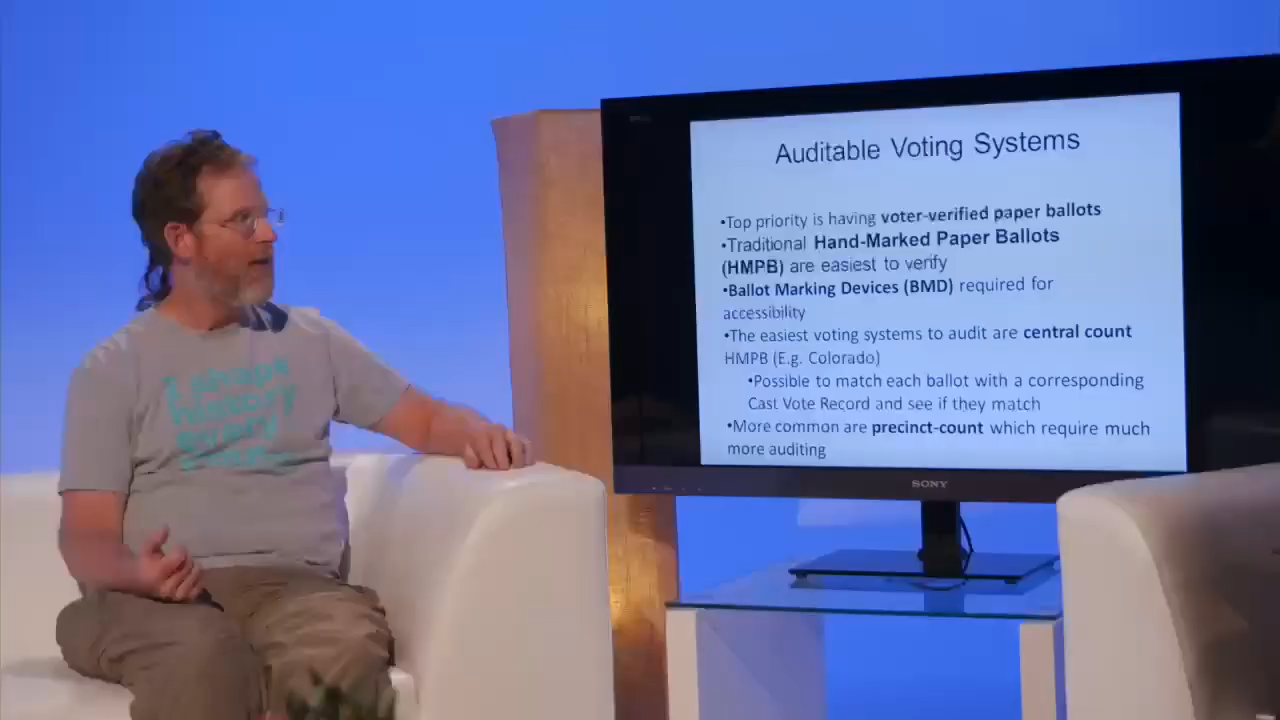 Auditable Voting Systems
•Top priority is having voter-verified paper ballots
•Traditional Hand-Marked Paper Ballots
(HMPB) are easiest to verify
•Ballot Marking Devices (BMD) required for
accessibility
•The easiest voting systems to audit are central count
HMPB (E.g. Colorado)
•Possible to match each ballot with a corresponding
Cast Vote Record and see if they match
•More common are precinct-count which require much
more auditing
SONY
I shape
history
every